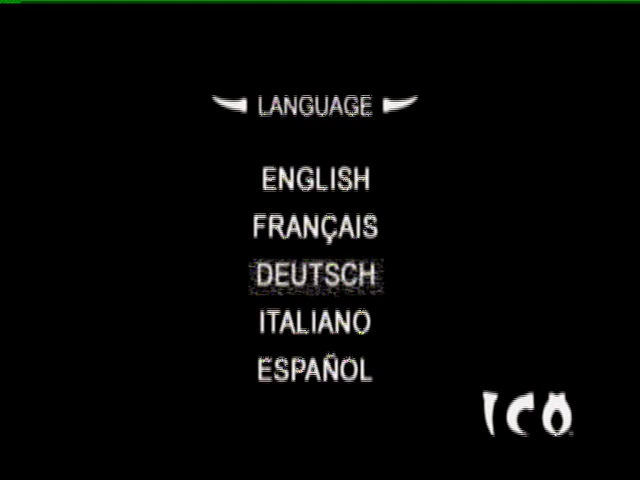 LANGUAGE
ENGLISH
FRANÇAIS
DEUTSCH
ITALIANO
ESPAÑOL
ICO